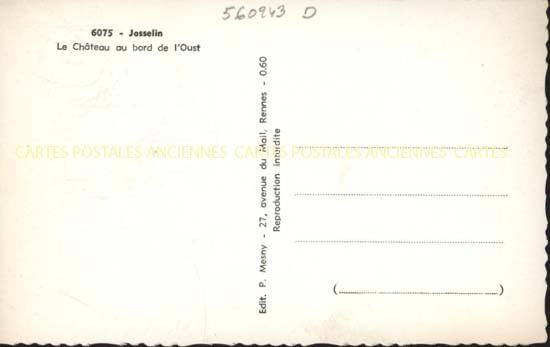 560943 D
6075 - Josselin
Le Château au bord de l'Oust
Edit. P. Mesny - 27, avenue du Mail, Rennes - 0.60
Reproduction interdite
CARTES POSTALES ANCIENNES CARTES POSTALES ANCIENNES CARTES
()